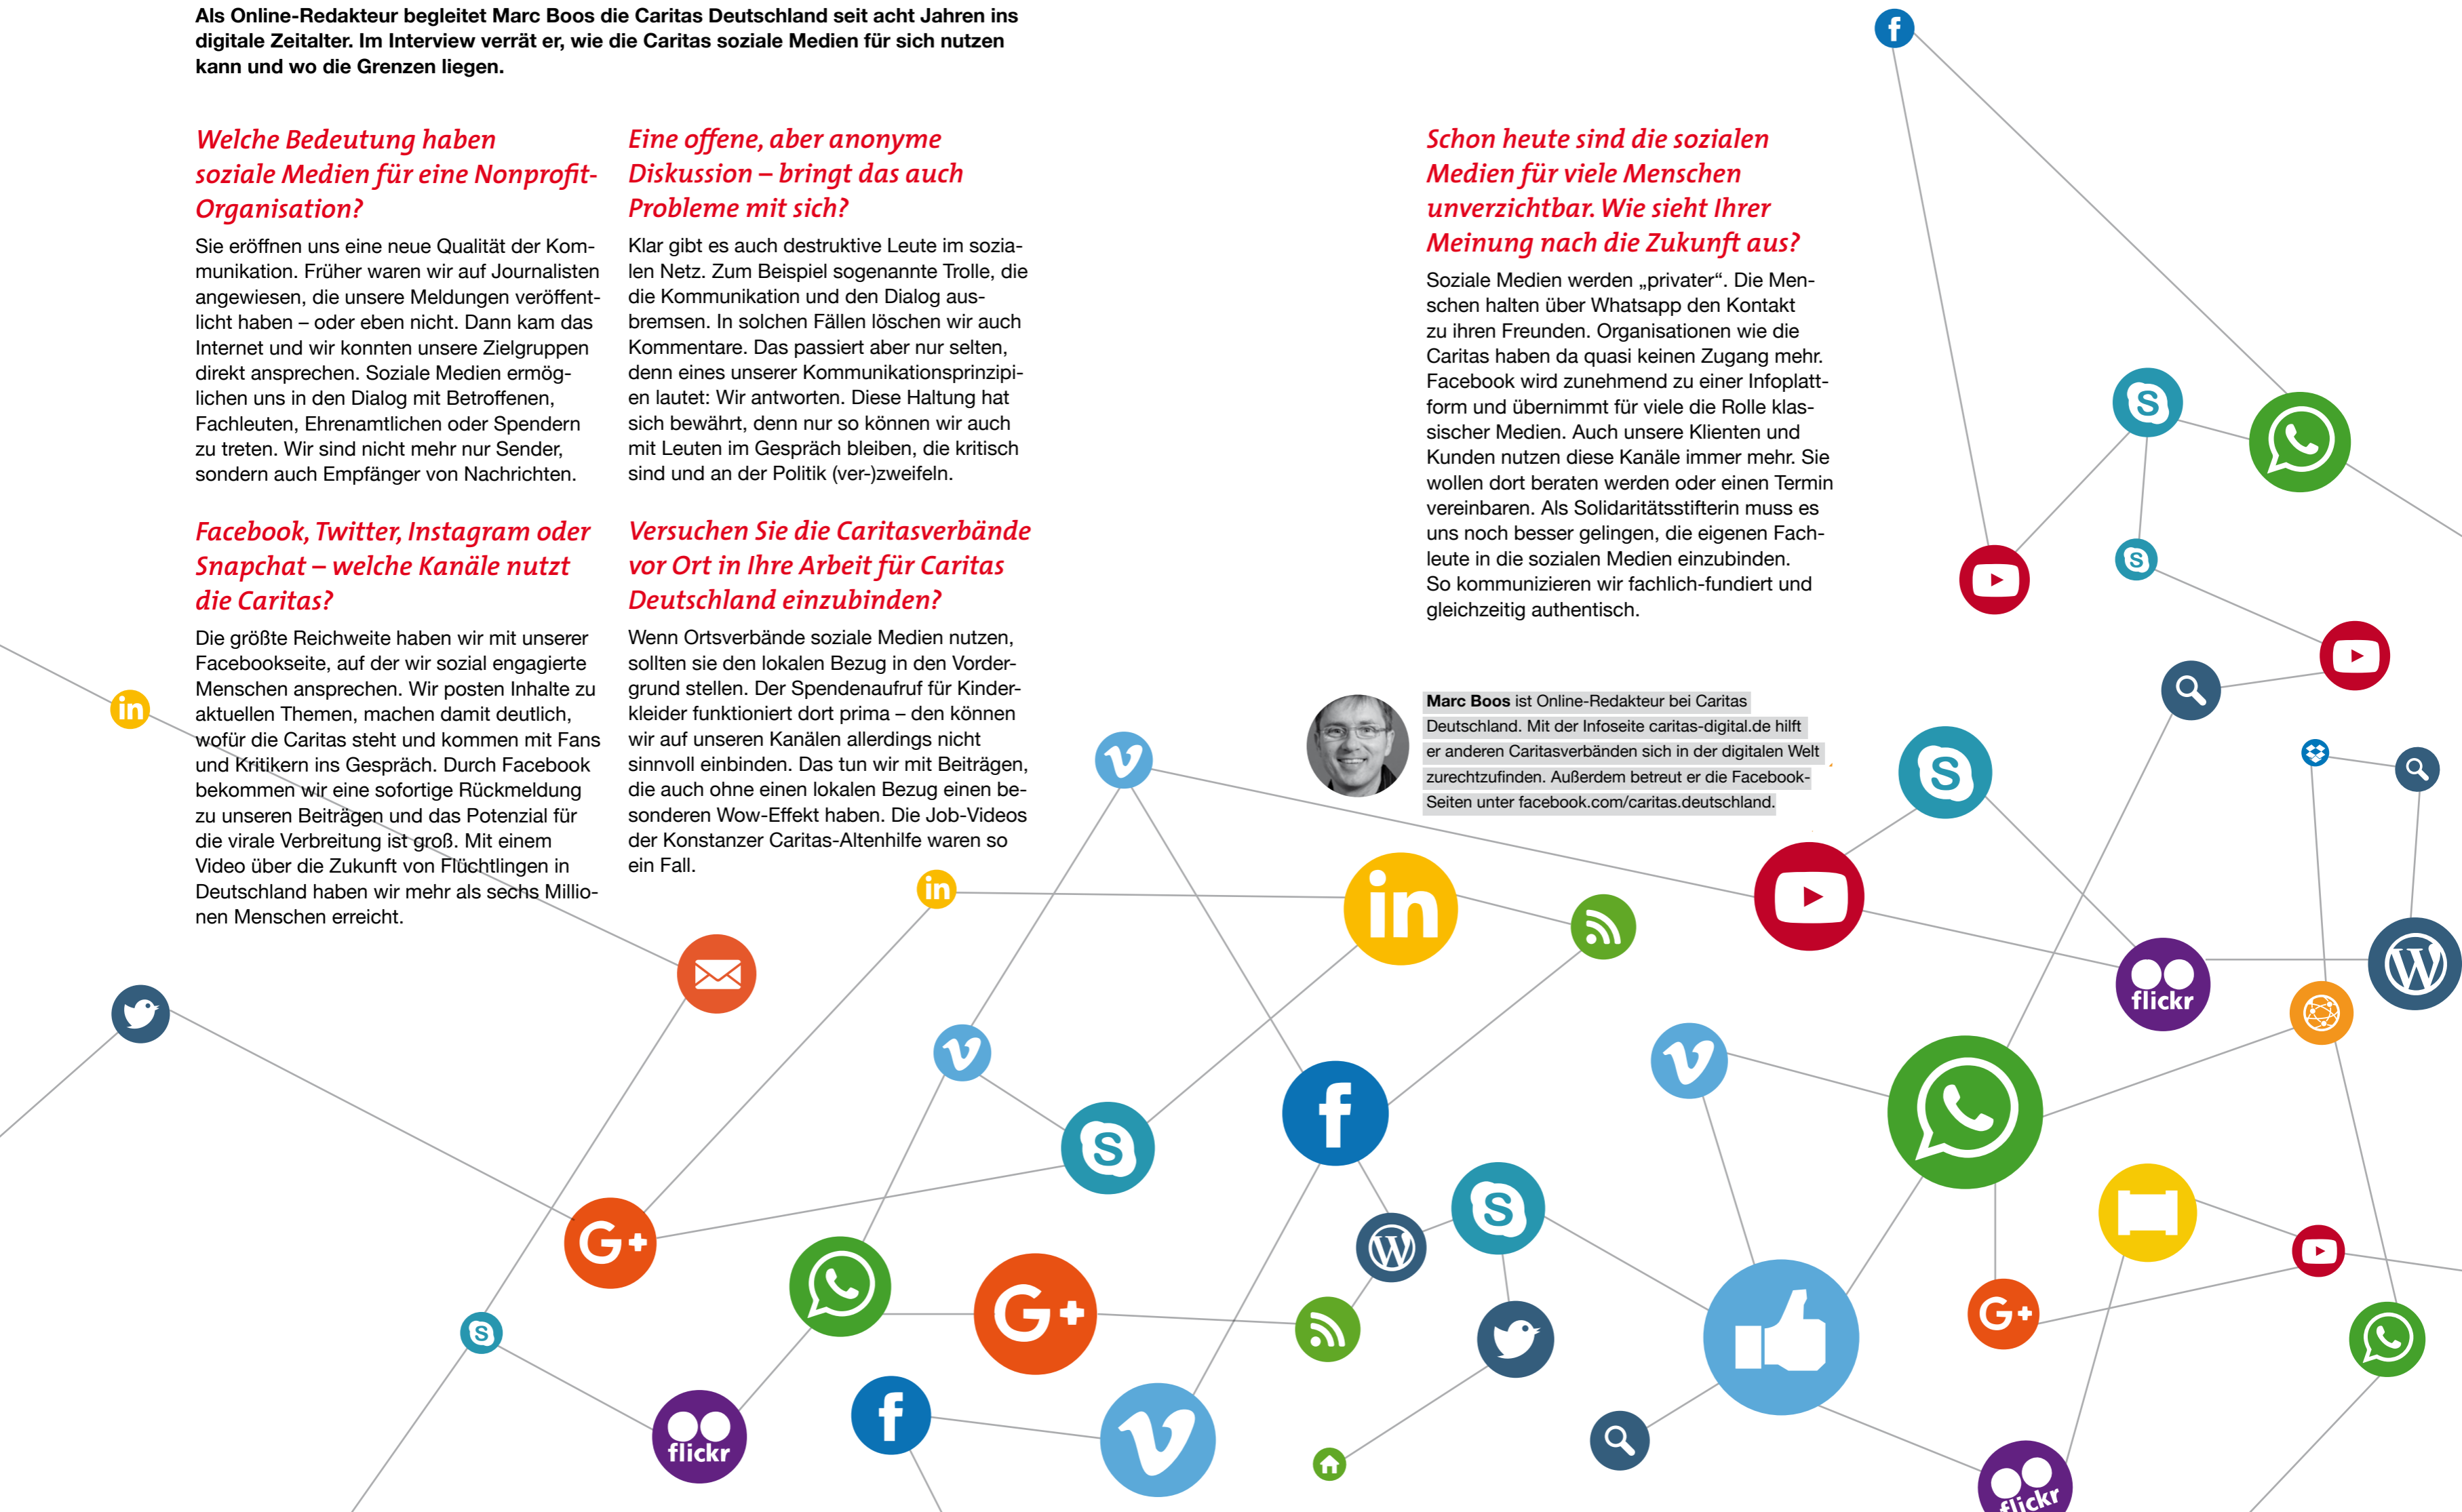 Als Online-Redakteur begleitet Marc Boos die Caritas Deutschland seit acht Jahren ins
digitale Zeitalter. Im Interview verrät er, wie die Caritas soziale Medien für sich nutzen
kann und wo die Grenzen liegen.
Welche Bedeutung haben
soziale Medien für eine Nonprofit-
Organisation?
Sie eröffnen uns eine neue Qualität der Kom-
munikation. Früher waren wir auf Journalisten
angewiesen, die unsere Meldungen veröffent-
licht haben – oder eben nicht. Dann kam das
Internet und wir konnten unsere Zielgruppen
direkt ansprechen. Soziale Medien ermög-
lichen uns in den Dialog mit Betroffenen,
Fachleuten, Ehrenamtlichen oder Spendern
zu treten. Wir sind nicht mehr nur Sender,
sondern auch Empfänger von Nachrichten.
Facebook, Twitter, Instagram oder
Snapchat – welche Kanäle nutzt
die Caritas?
Die größte Reichweite haben wir mit unserer
Facebookseite, auf der wir sozial engagierte
Menschen ansprechen. Wir posten Inhalte zu
aktuellen Themen, machen damit deutlich,
wofür die Caritas steht und kommen mit Fans
und Kritikern ins Gespräch. Durch Facebook
bekommen wir eine sofortige Rückmeldung
zu unseren Beiträgen und das Potenzial für
die virale Verbreitung ist groß. Mit einem
Video über die Zukunft von Flüchtlingen in
Deutschland haben wir mehr als sechs Millio-
nen Menschen erreicht.
Eine offene, aber anonyme
Diskussion – bringt das auch
Probleme mit sich?
Klar gibt es auch destruktive Leute im sozia-
len Netz. Zum Beispiel sogenannte Trolle, die
die Kommunikation und den Dialog aus-
bremsen. In solchen Fällen löschen wir auch
Kommentare. Das passiert aber nur selten,
denn eines unserer Kommunikationsprinzipi-
en lautet: Wir antworten. Diese Haltung hat
sich bewährt, denn nur so können wir auch
mit Leuten im Gespräch bleiben, die kritisch
sind und an der Politik (ver-)zweifeln.
Versuchen Sie die Caritasverbände
vor Ort in Ihre Arbeit für Caritas
Deutschland einzubinden?
Wenn Ortsverbände soziale Medien nutzen,
sollten sie den lokalen Bezug in den Vorder-
grund stellen. Der Spendenaufruf für Kinder-
kleider funktioniert dort prima – den können
wir auf unseren Kanälen allerdings nicht
sinnvoll einbinden. Das tun wir mit Beiträgen,
die auch ohne einen lokalen Bezug einen be-
sonderen Wow-Effekt haben. Die Job-Videos
der Konstanzer Caritas-Altenhilfe waren so
ein Fall.
Schon heute sind die sozialen
Medien für viele Menschen
unverzichtbar. Wie sieht Ihrer
Meinung nach die Zukunft aus?
Soziale Medien werden „privater“. Die Men-
schen halten über Whatsapp den Kontakt
zu ihren Freunden. Organisationen wie die
Caritas haben da quasi keinen Zugang mehr.
Facebook wird zunehmend zu einer Infoplatt-
form und übernimmt für viele die Rolle klas-
sischer Medien. Auch unsere Klienten und
Kunden nutzen diese Kanäle immer mehr. Sie
wollen dort beraten werden oder einen Termin
vereinbaren. Als Solidaritätsstifterin muss es
uns noch besser gelingen, die eigenen Fach-
leute in die sozialen Medien einzubinden.
So kommunizieren wir fachlich-fundiert und
gleichzeitig authentisch.
Marc Boos ist Online-Redakteur bei Caritas
Deutschland. Mit der Infoseite caritas-digital.de hilft
er anderen Caritasverbänden sich in der digitalen Welt
zurechtzufinden. Außerdem betreut er die Facebook-
Seiten unter facebook.com/caritas.deutschland.
in
in
in
flickr
G+
G+
G+
flickr
flickr